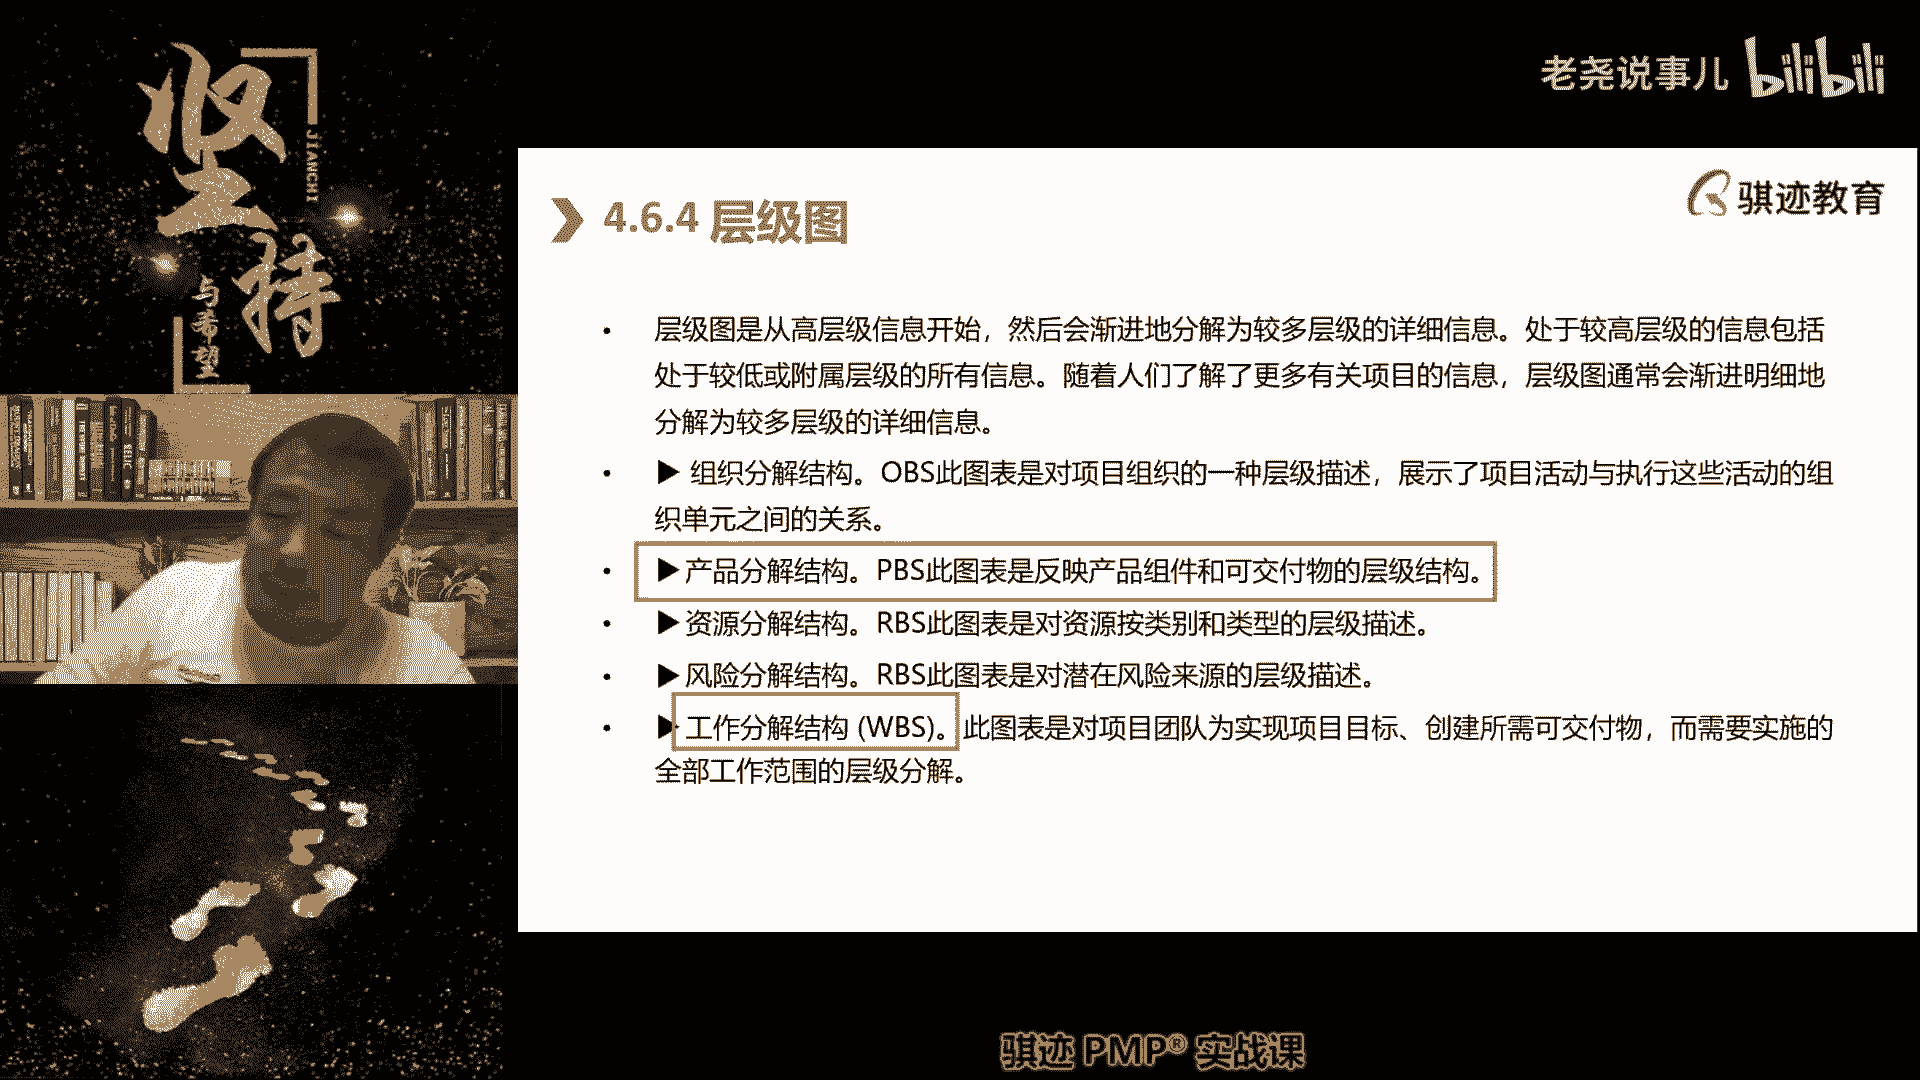 坚持
JIANCHI
与希望
老尧说事儿 bilibili
骐迹教育
4.6.4 层级图
• 层级图是从高层级信息开始，然后会渐进地分解为较多层级的详细信息。处于较高层级的信息包括
处于较低或附属层级的所有信息。随着人们了解了更多有关项目的信息，层级图通常会渐进明细地
分解为较多层级的详细信息。
• ▶ 组织分解结构。OBS此图表是对项目组织的一种层级描述，展示了项目活动与执行这些活动的组
织单元之间的关系。
• ▶产品分解结构。PBS此图表是反映产品组件和可交付物的层级结构。
• ▶资源分解结构。RBS此图表是对资源按类别和类型的层级描述。
• ▶风险分解结构。RBS此图表是对潜在风险来源的层级描述。
• ▶工作分解结构 (WBS)。此图表是对项目团队为实现项目目标、创建所需可交付物，而需要实施的
全部工作范围的层级分解。
骐迹 PMP® 实战课